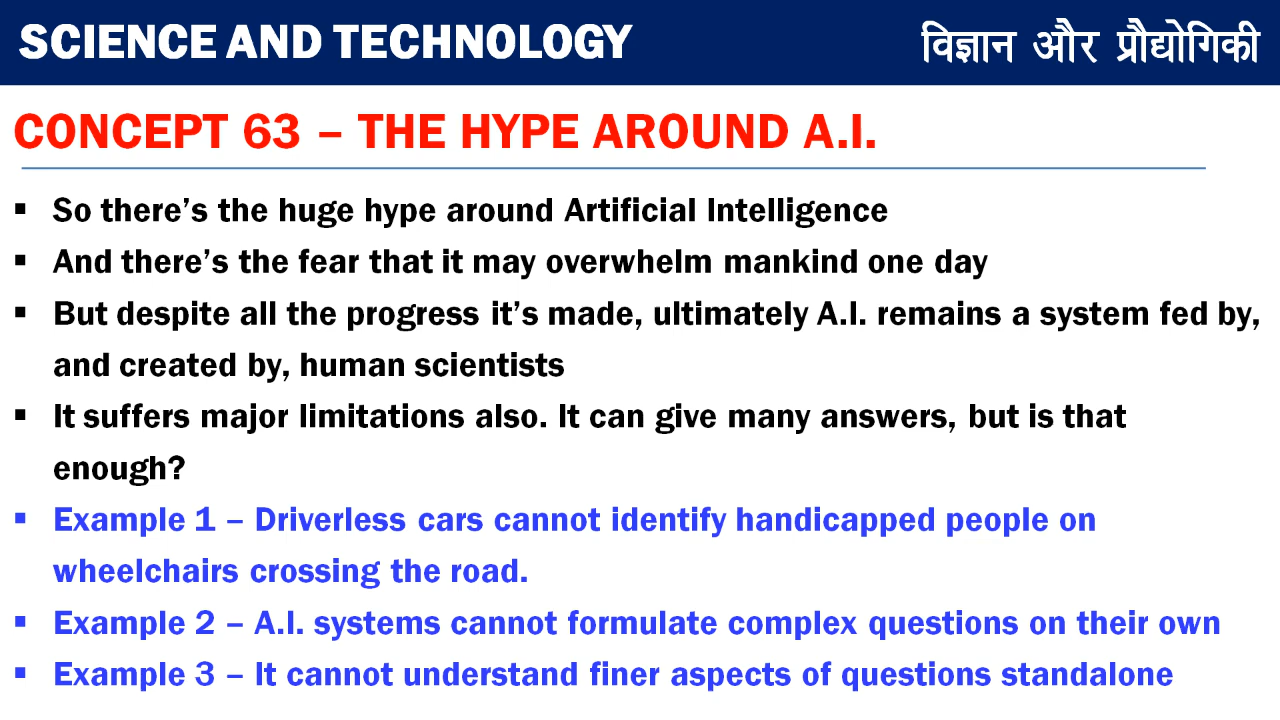 SCIENCE AND TECHNOLOGY
विज्ञान और प्रौद्योगिकी
CONCEPT 63 – THE HYPE AROUND A.I.
▪ So there’s the huge hype around Artificial Intelligence
▪ And there’s the fear that it may overwhelm mankind one day
▪ But despite all the progress it’s made, ultimately A.I. remains a system fed by,
and created by, human scientists
▪ It suffers major limitations also. It can give many answers, but is that
enough?
▪ Example 1 – Driverless cars cannot identify handicapped people on
wheelchairs crossing the road.
▪ Example 2 – A.I. systems cannot formulate complex questions on their own
▪ Example 3 – It cannot understand finer aspects of questions standalone